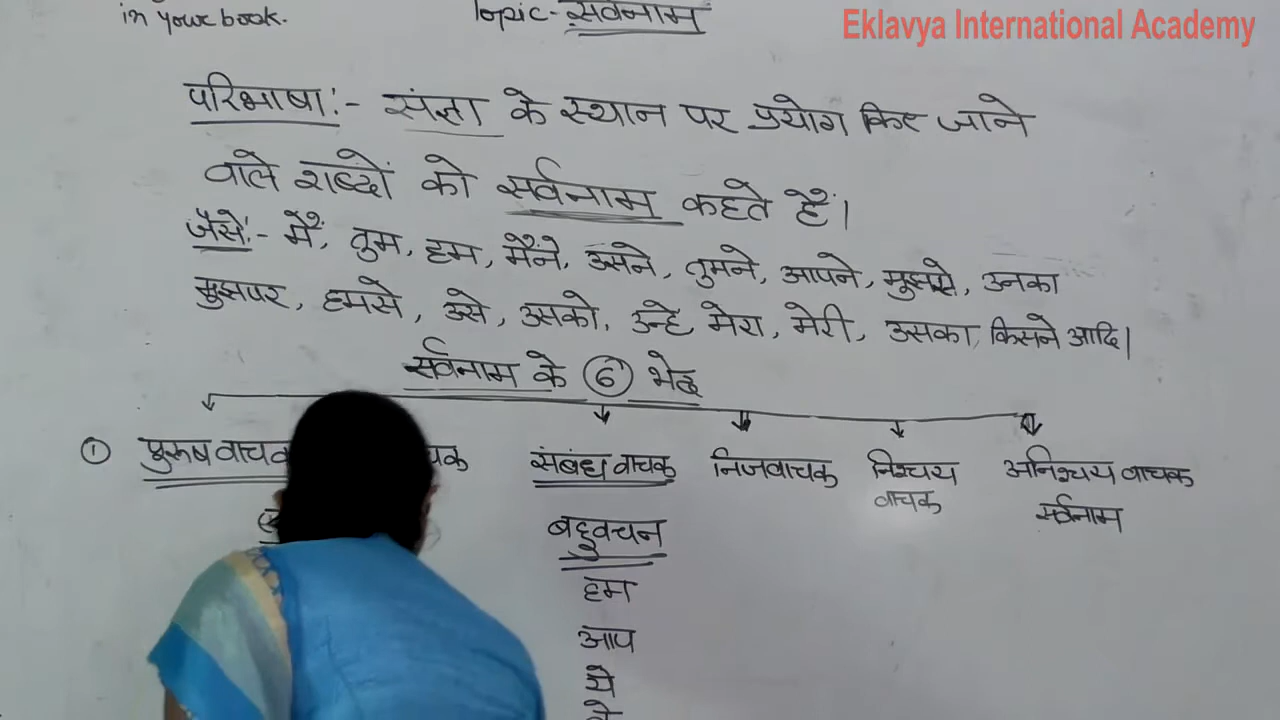 in your book.
Topic- सर्वनाम
Eklavya International Academy
परिभाषा:- संज्ञा के स्थान पर प्रयोग किए जाने
वाले शब्दों को सर्वनाम कहते हैं।
जैसे:- मैं, तुम, हम, मैंने, उसने, तुमने, आपने, मुझसे, उनका
मुझपर, हमसे, उसे, उसको, उन्हे, मेरा, मेरी, उसका, किसने आदि।
सर्वनाम के 6 भेद
① पुरूषवाचक संबंध वाचक निजवाचक निश्चय वाचक अनिश्चय वाचक सर्वनाम
बहुवचन
हम
आप
ये
वे